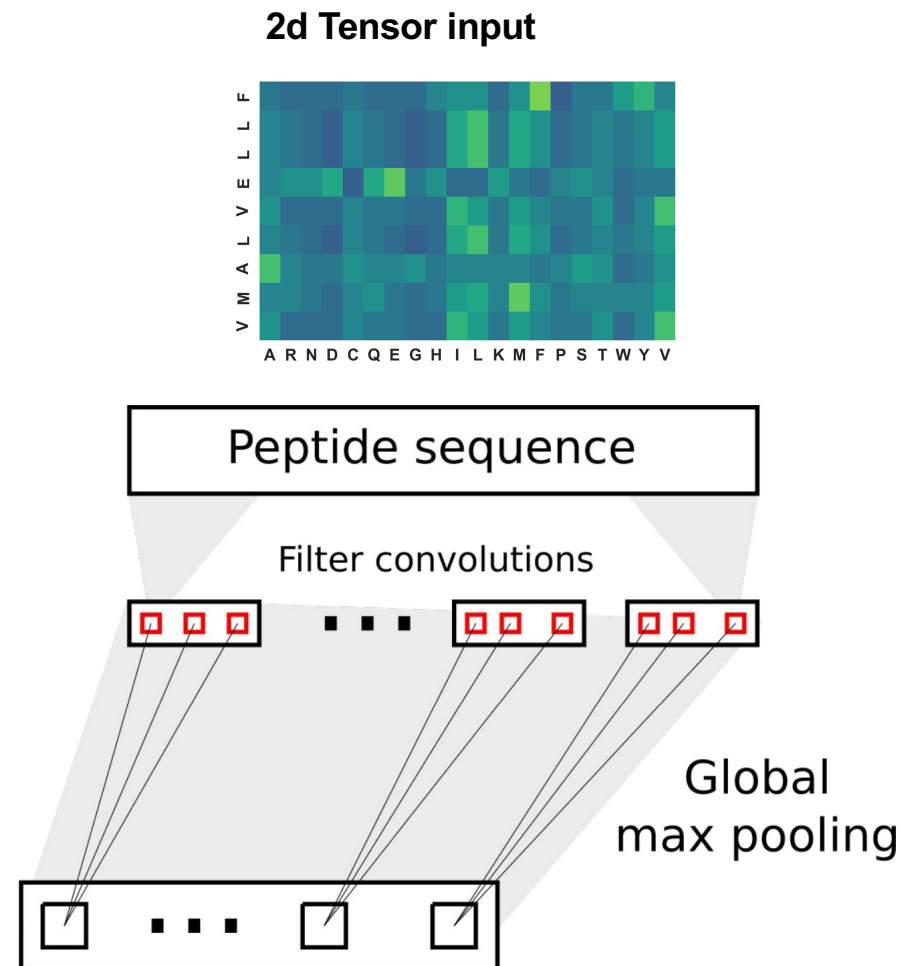 2d Tensor input
F
L
L
E
V
L
A
M
V
A R N D C Q E G H I L K M F P S T W Y V
Peptide sequence
Filter convolutions
Global
max pooling